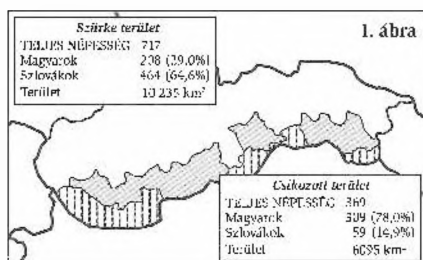 1. ábra
Szürke terület
TELJES NÉPESSÉG 717
Magyarok 208 (29,0%)
Szlovákok 464 (64,6%)
Terület 10 235 km²
Csíkozott terület
TELJES NÉPESSÉG 369
Magyarok 309 (78,0%)
Szlovákok 59 (14,9%)
Terület 6095 km²